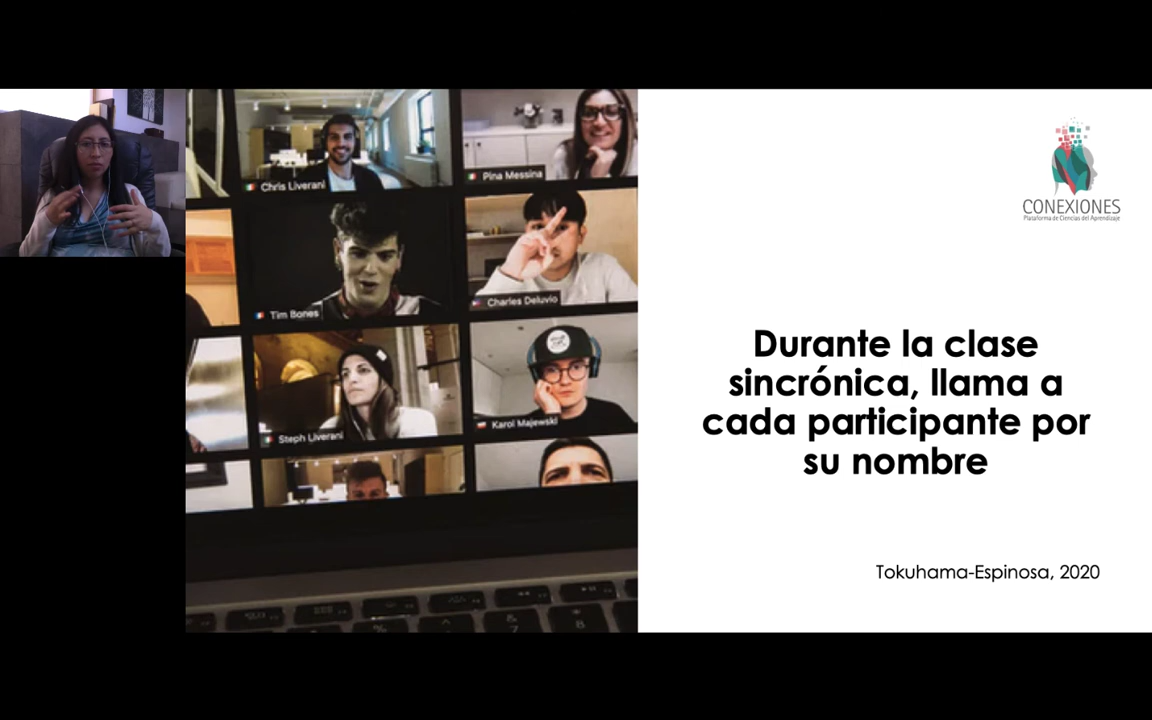 Chris Liverani
Pina Messina
Tim Bones
Charles Deluvio
Steph Liverani
Karol Majewski
CONEXIONES
Plataforma de Ciencias del Aprendizaje
Durante la clase
sincrónica, llama a
cada participante por
su nombre
Tokuhama-Espinosa, 2020